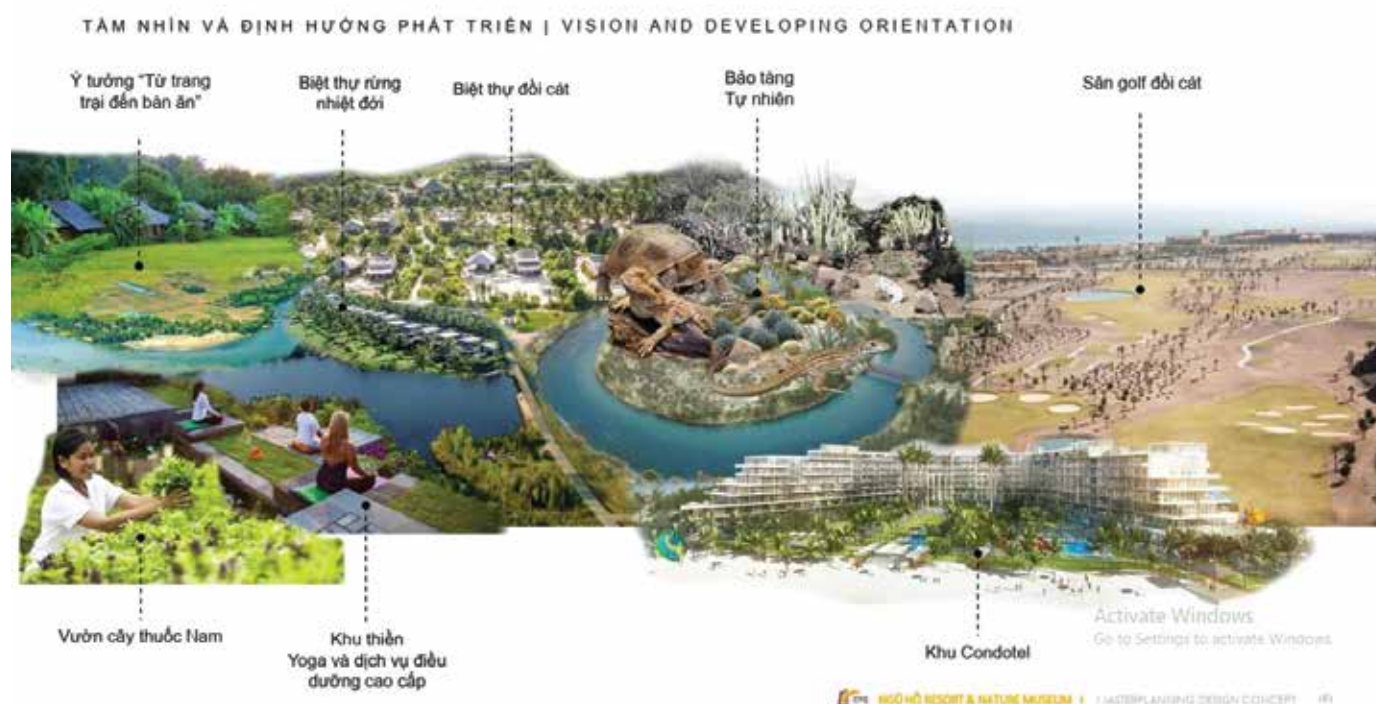 TẦM NHÌN VÀ ĐỊNH HƯỚNG PHÁT TRIỂN | VISION AND DEVELOPING ORIENTATION
Ý tưởng "Từ trang
trại đến bàn ăn"
Biệt thự rừng
nhiệt đới
Biệt thự đồi cát
Bảo tàng
Tự nhiên
Sân golf đồi cát
Vườn cây thuốc Nam
Khu thiền
Yoga và dịch vụ điều
dưỡng cao cấp
Khu Condotel
Activate Windows
Go to Settings to activate Windows.
NGŨ HỔ RESORT & NATURE MUSEUM | MASTERPLANNING DESIGN CONCEPT